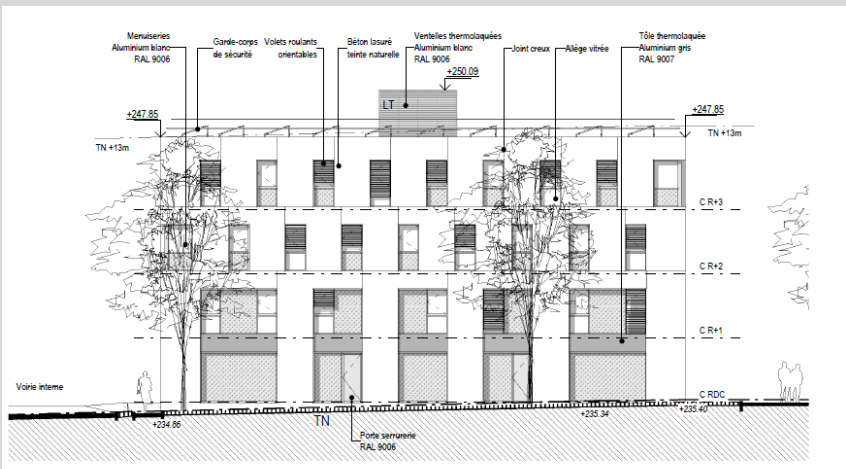 Menuiseries
Aluminium blanc
RAL 9006
Garde-corps
de sécurité
Volets roulants
orientables
Béton lasuré
teinte naturelle
Ventelles thermolaquées
Aluminium blanc
RAL 9006
Joint creux
Allège vitrée
Tôle thermolaquée
Aluminium gris
RAL 9007
+250.09
LT
+247.85
+247.85
TN +13m
TN +13m
C R+3
C R+2
C R+1
C RDC
Voirie interne
+234.86
TN
+235.34
+235.40
Porte serrurerie
RAL 9006